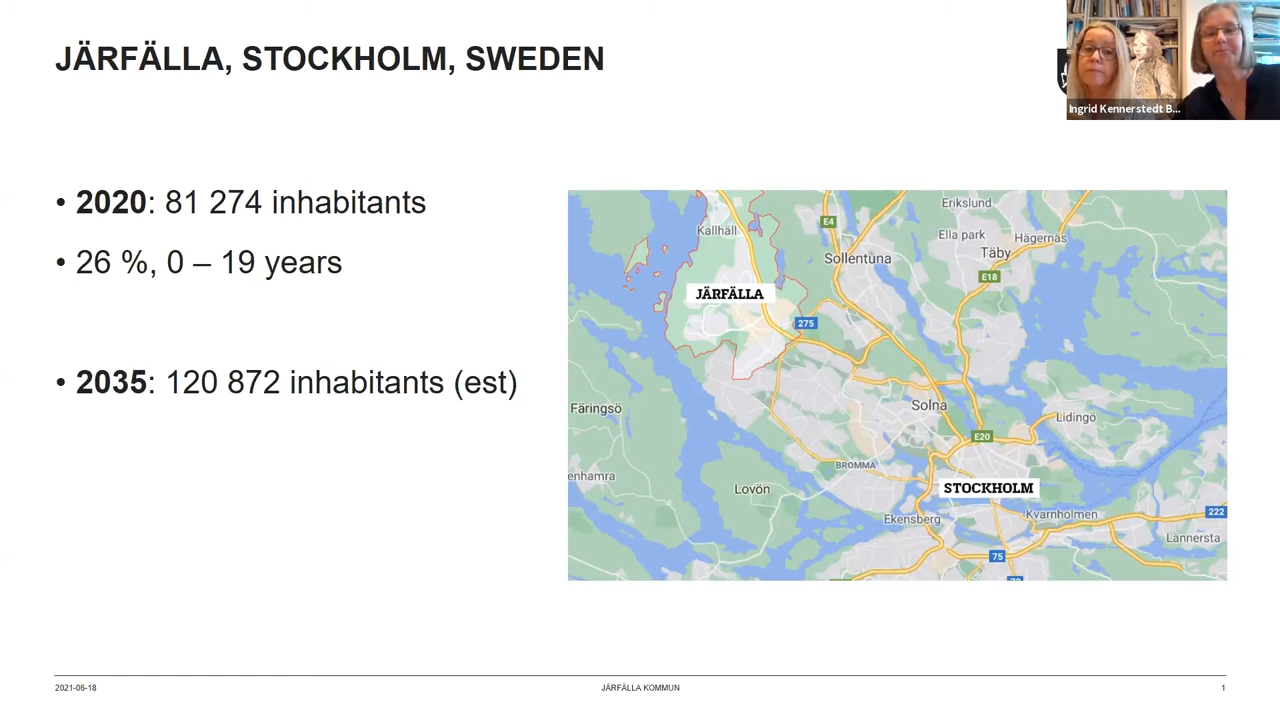 JÄRFÄLLA, STOCKHOLM, SWEDEN
Ingrid Kennerstedt B...
• 2020: 81 274 inhabitants
• 26 %, 0 – 19 years
• 2035: 120 872 inhabitants (est)
Erikslund
E4
Kallhäll
Ella park
Hägernäs
Sollentuna
Täby
E18
JÄRFÄLLA
275
Färingsö
Solna
Lidingö
E20
BROMMA
enhamra
Lovön
STOCKHOLM
Ekensberg
Kvarnholmen
222
Lännersta
75
2021-06-18
JÄRFÄLLA KOMMUN
1